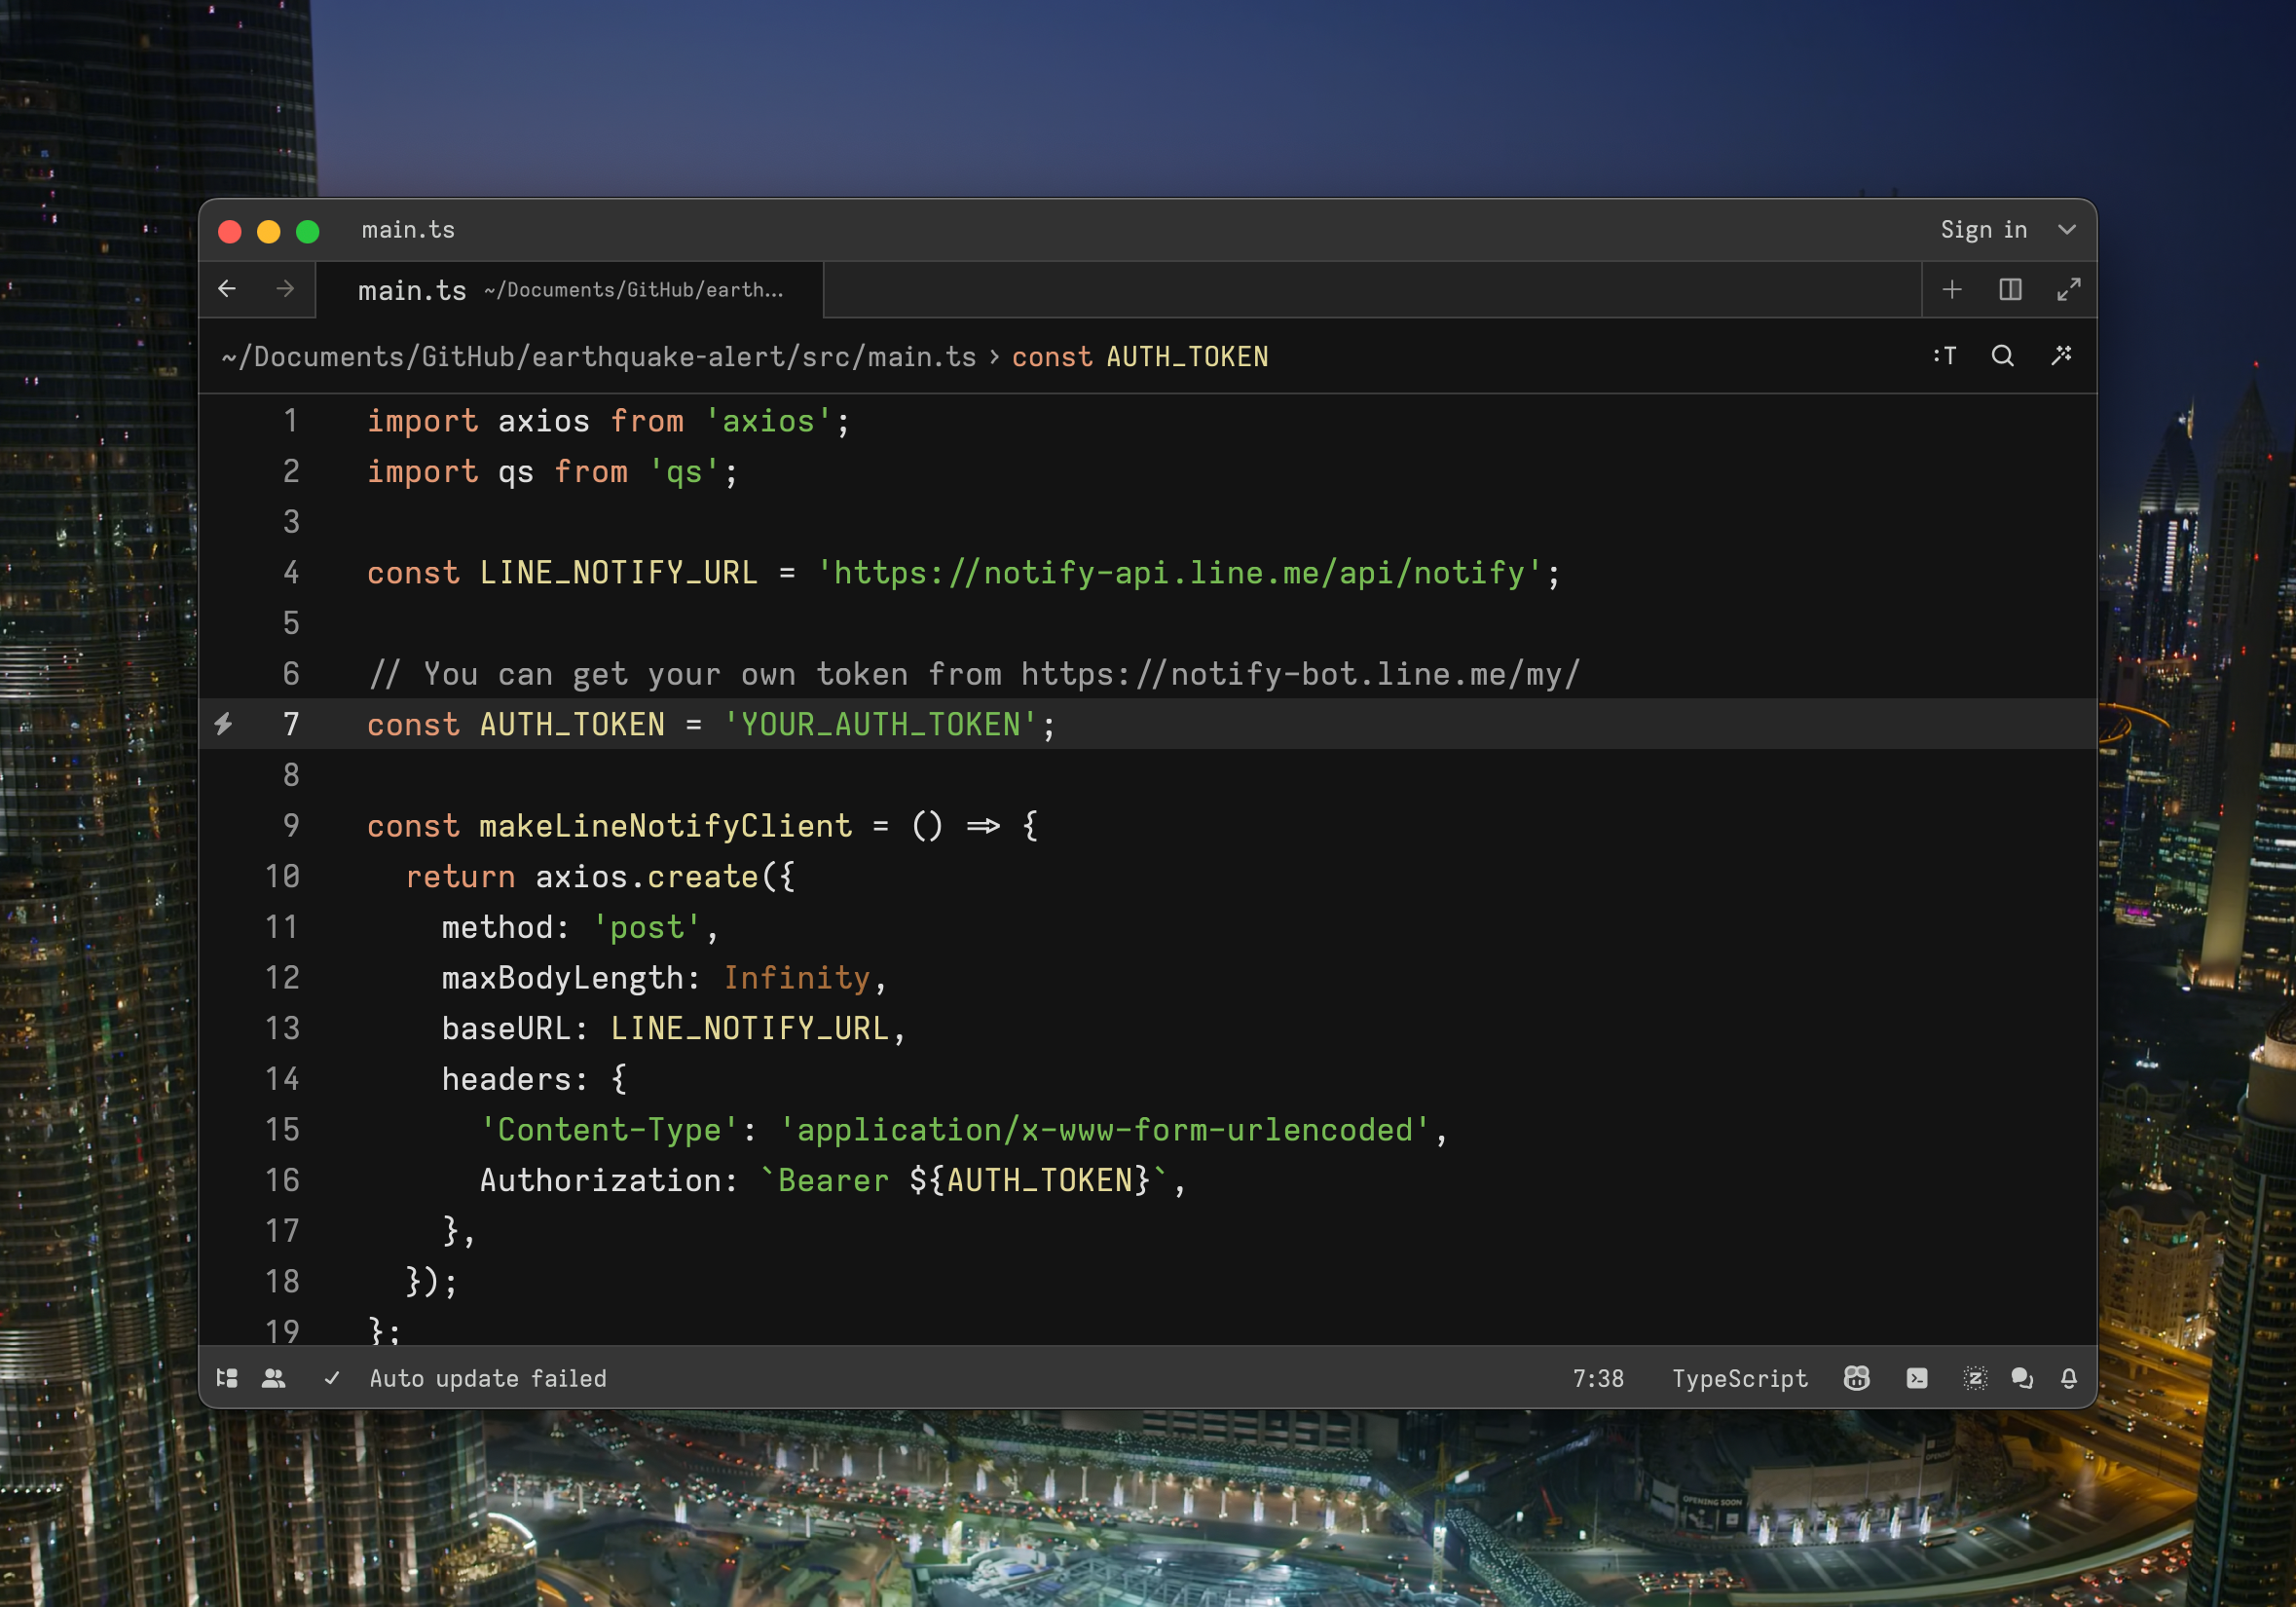 main.ts
Sign in
main.ts ~/Documents/GitHub/earth...
~/Documents/GitHub/earthquake-alert/src/main.ts › const AUTH_TOKEN
:T
1 import axios from 'axios';
2 import qs from 'qs';
3
4 const LINE_NOTIFY_URL = 'https://notify-api.line.me/api/notify';
5
6 // You can get your own token from https://notify-bot.line.me/my/
7 const AUTH_TOKEN = 'YOUR_AUTH_TOKEN';
8
9 const makeLineNotifyClient = () => {
10 return axios.create({
11 method: 'post',
12 maxBodyLength: Infinity,
13 baseURL: LINE_NOTIFY_URL,
14 headers: {
15 'Content-Type': 'application/x-www-form-urlencoded',
16 Authorization: `Bearer ${AUTH_TOKEN}`,
17 },
18 });
19 };
Auto update failed
7:38 TypeScript
OPENING SOON